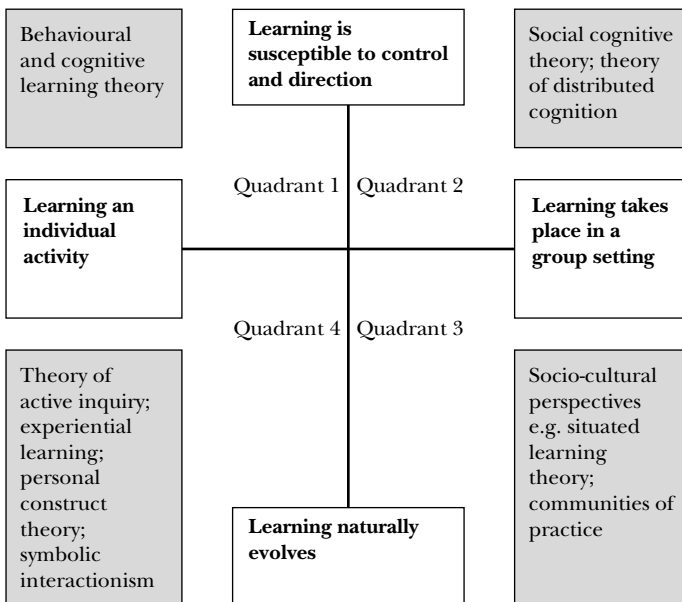 Behavioural
and cognitive
learning theory
Learning is
susceptible to control
and direction
Social cognitive
theory; theory
of distributed
cognition
Quadrant 1
Quadrant 2
Learning an
individual
activity
Learning takes
place in a
group setting
Quadrant 4
Quadrant 3
Theory of
active inquiry;
experiential
learning;
personal
construct
theory;
symbolic
interactionism
Learning naturally
evolves
Socio-cultural
perspectives
e.g. situated
learning
theory;
communities of
practice